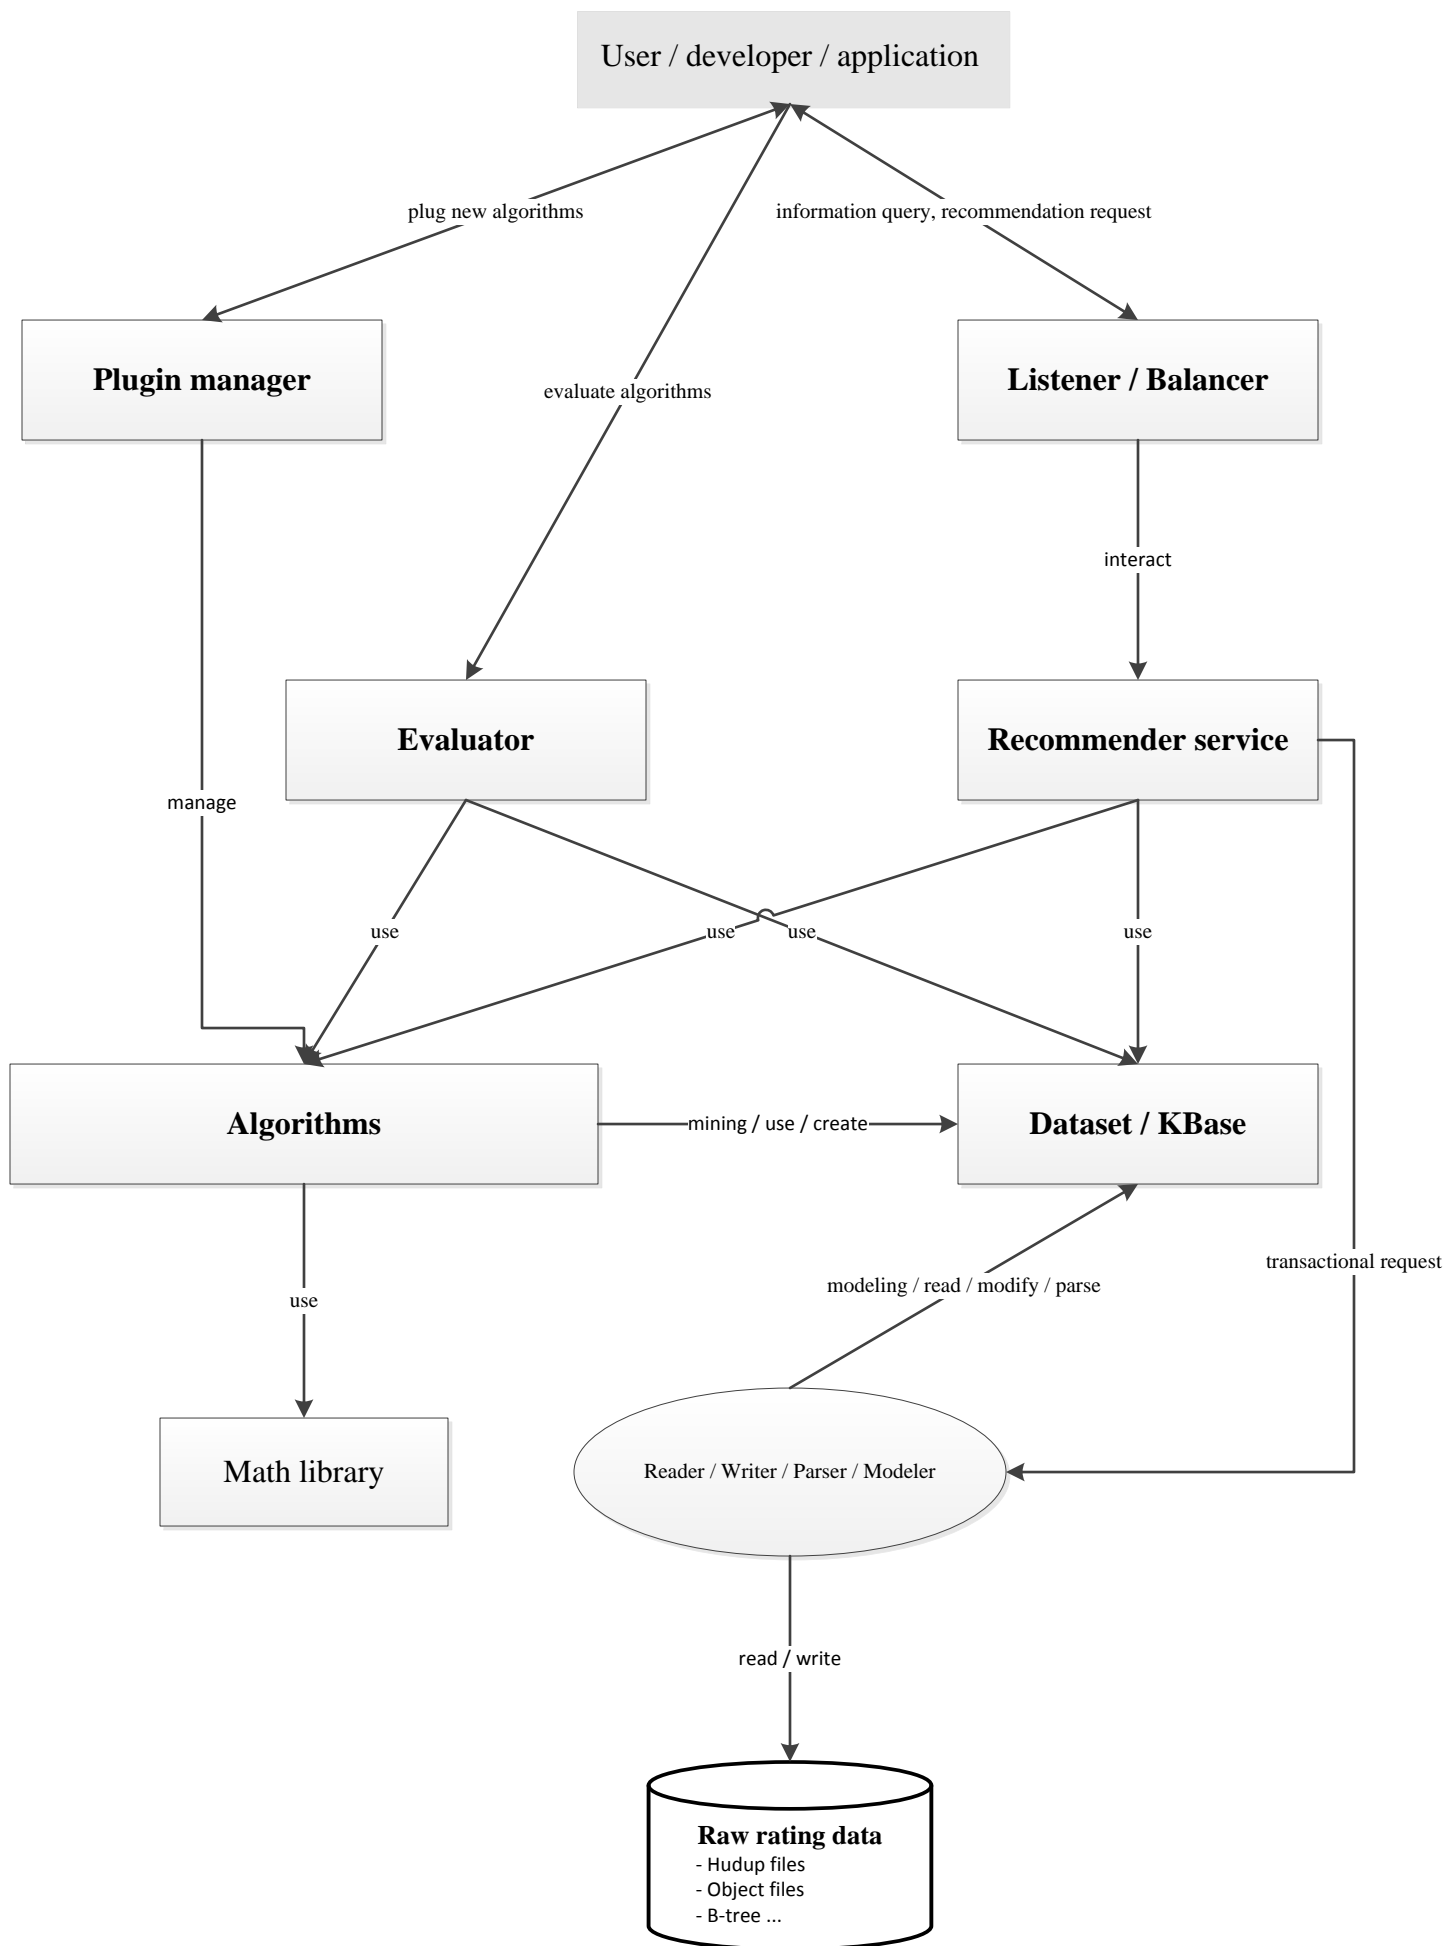 User / developer / application
plug new algorithms
information query, recommendation request
Plugin manager
evaluate algorithms
Listener / Balancer
interact
Evaluator
Recommender service
manage
use
use
use
use
Algorithms
mining / use / create
Dataset / KBase
transactional request
modeling / read / modify / parse
use
Math library
Reader / Writer / Parser / Modeler
read / write
Raw rating data
- Hudup files
- Object files
- B-tree ...